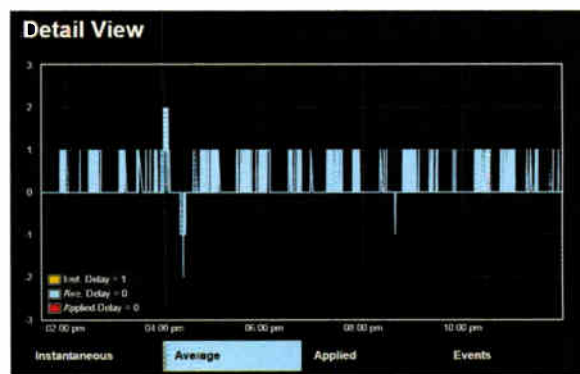 Detail View
3
2
1
0
-1
-2
-3
Inst. Delay = 1
Ave. Delay = 0
Applied Delay = 0
02:00 pm 04:00 pm 06:00 pm 08:00 pm 10:00 pm
Instantaneous Average Applied Events